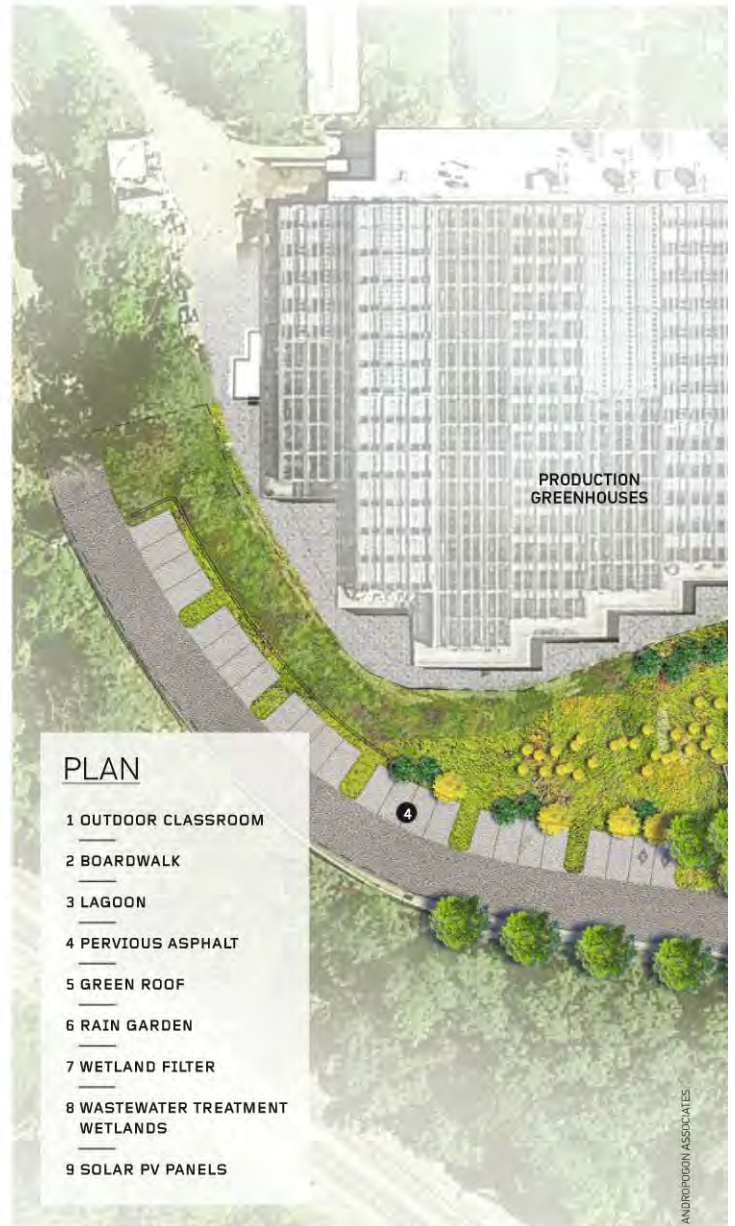 PRODUCTION
GREENHOUSES
4
PLAN
1 OUTDOOR CLASSROOM
2 BOARDWALK
3 LAGOON
4 PERVIOUS ASPHALT
5 GREEN ROOF
6 RAIN GARDEN
7 WETLAND FILTER
8 WASTEWATER TREATMENT
WETLANDS
9 SOLAR PV PANELS
ANDROPOGON ASSOCIATES